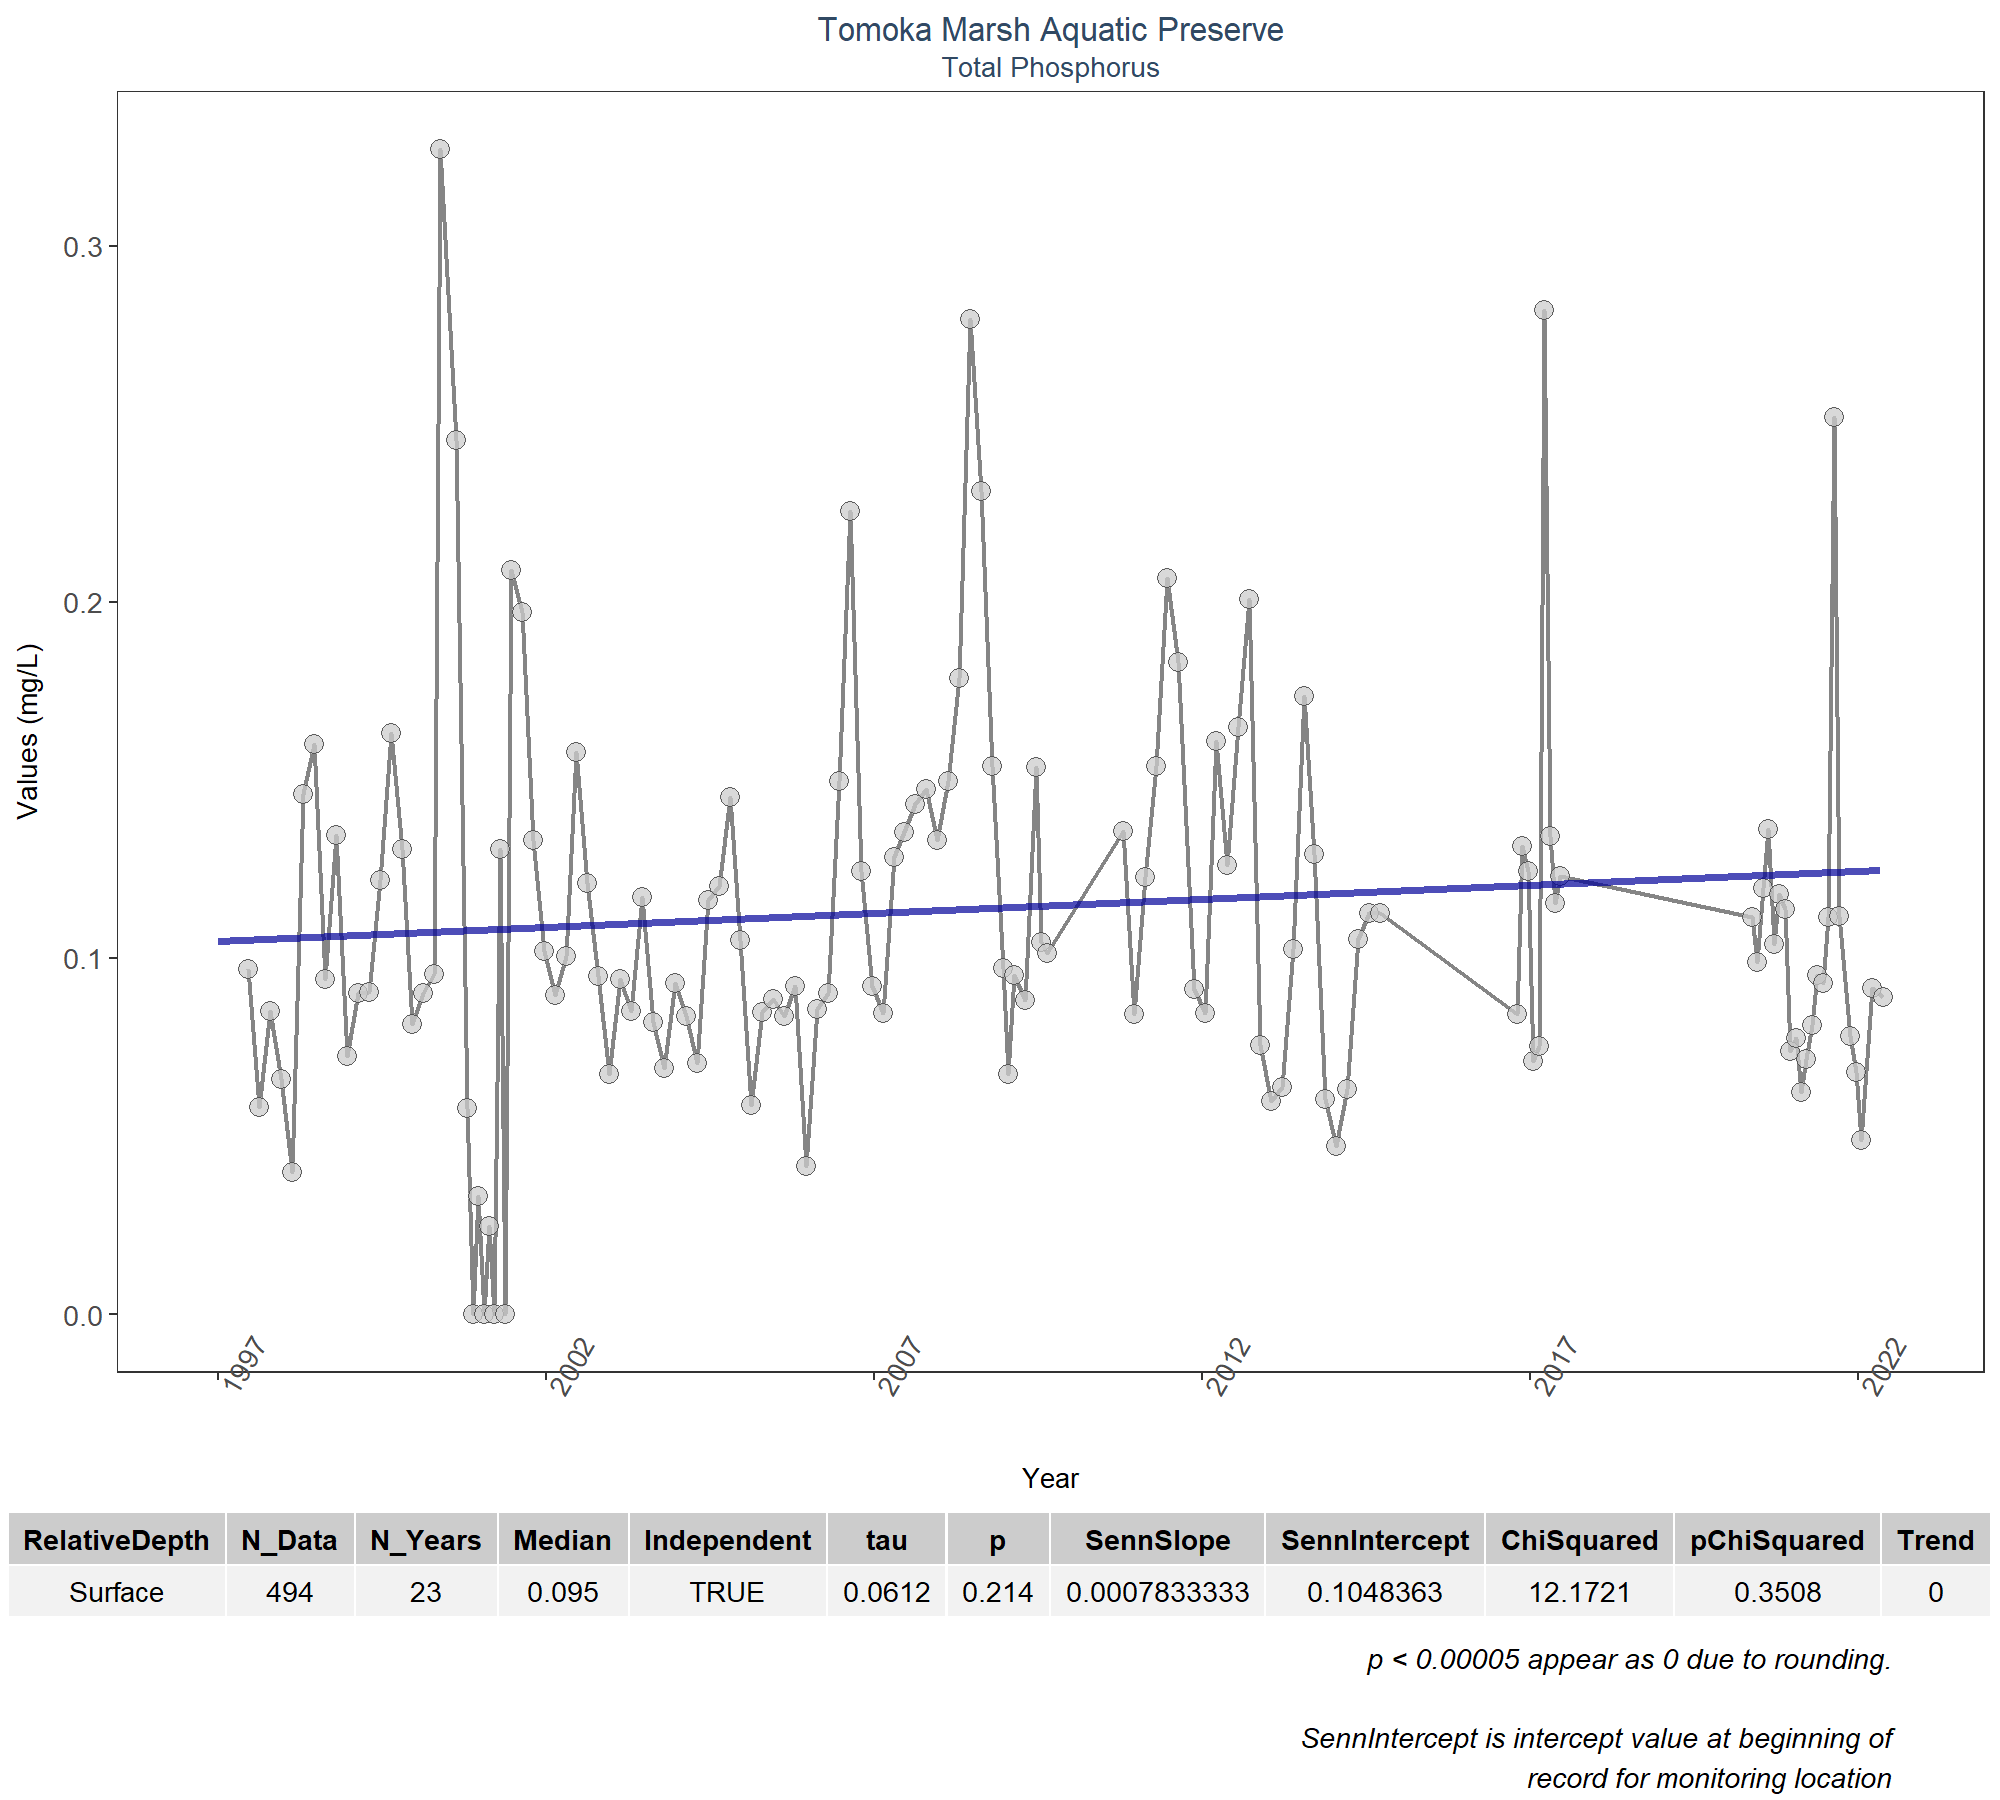 Tomoka Marsh Aquatic Preserve
Total Phosphorus
Values (mg/L)
0.3
0.2
0.1
0.0
1997 2002 2007 2012 2017 2022
Year
RelativeDepth N_Data N_Years Median Independent tau p SennSlope SennIntercept ChiSquared pChiSquared Trend
Surface 494 23 0.095 TRUE 0.0612 0.214 0.0007833333 0.1048363 12.1721 0.3508 0
p < 0.00005 appear as 0 due to rounding.
SennIntercept is intercept value at beginning of
record for monitoring location